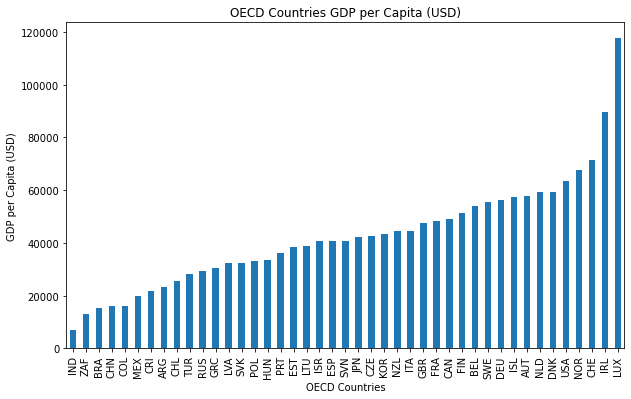 OECD Countries GDP per Capita (USD)
120000
100000
80000
60000
40000
20000
0
GDP per Capita (USD)
IND ZAF BRA CHN COL MEX CRI ARG CHL TUR RUS GRC LVA SVK POL HUN PRT EST LTU ISR ESP SVN JPN CZE KOR NZL ITA GBR FRA CAN FIN BEL SWE DEU ISL AUT NLD DNK USA NOR CHE IRL LUX
OECD Countries